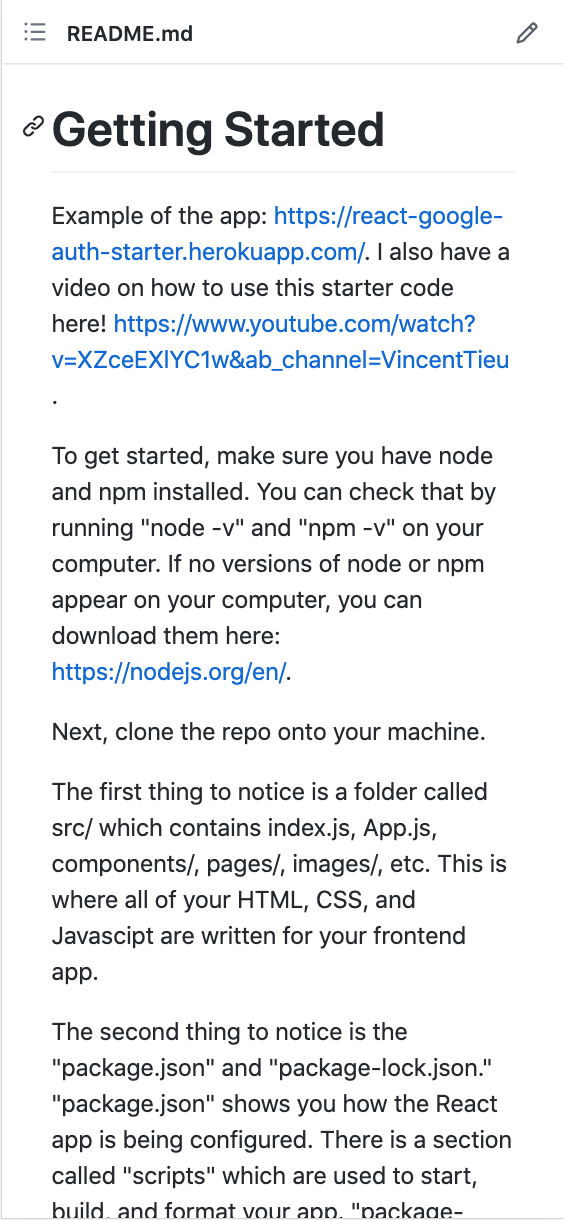 README.md
Getting Started
Example of the app: https://react-google-
auth-starter.herokuapp.com/. I also have a
video on how to use this starter code
here! https://www.youtube.com/watch?
v=XZceEXlYC1w&ab_channel=VincentTieu
.
To get started, make sure you have node
and npm installed. You can check that by
running "node -v" and "npm -v" on your
computer. If no versions of node or npm
appear on your computer, you can
download them here:
https://nodejs.org/en/.
Next, clone the repo onto your machine.
The first thing to notice is a folder called
src/ which contains index.js, App.js,
components/, pages/, images/, etc. This is
where all of your HTML, CSS, and
Javascipt are written for your frontend
app.
The second thing to notice is the
"package.json" and "package-lock.json."
"package.json" shows you how the React
app is being configured. There is a section
called "scripts" which are used to start,
build, and format your app. "package-